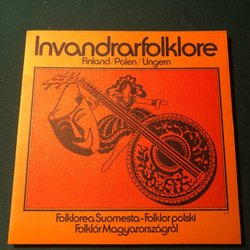 Invandrarfolklore
Finland/Polen/Ungern
Folklorea Suomesta-Folklor polski
Folklór Magyarországról